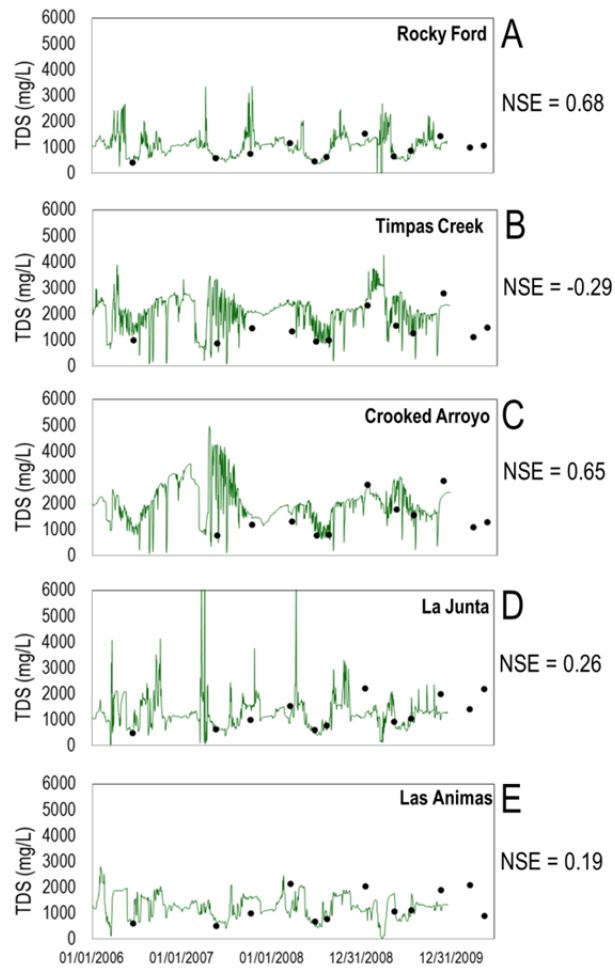 6000
5000
4000
3000
2000
1000
0
TDS (mg/L)
Rocky Ford
A
NSE = 0.68
6000
5000
4000
3000
2000
1000
0
TDS (mg/L)
Timpas Creek
B
NSE = -0.29
6000
5000
4000
3000
2000
1000
0
TDS (mg/L)
Crooked Arroyo
C
NSE = 0.65
6000
5000
4000
3000
2000
1000
0
TDS (mg/L)
La Junta
D
NSE = 0.26
6000
5000
4000
3000
2000
1000
0
TDS (mg/L)
Las Animas
E
NSE = 0.19
01/01/2006 01/01/2007 01/01/2008 12/31/2008 12/31/2009